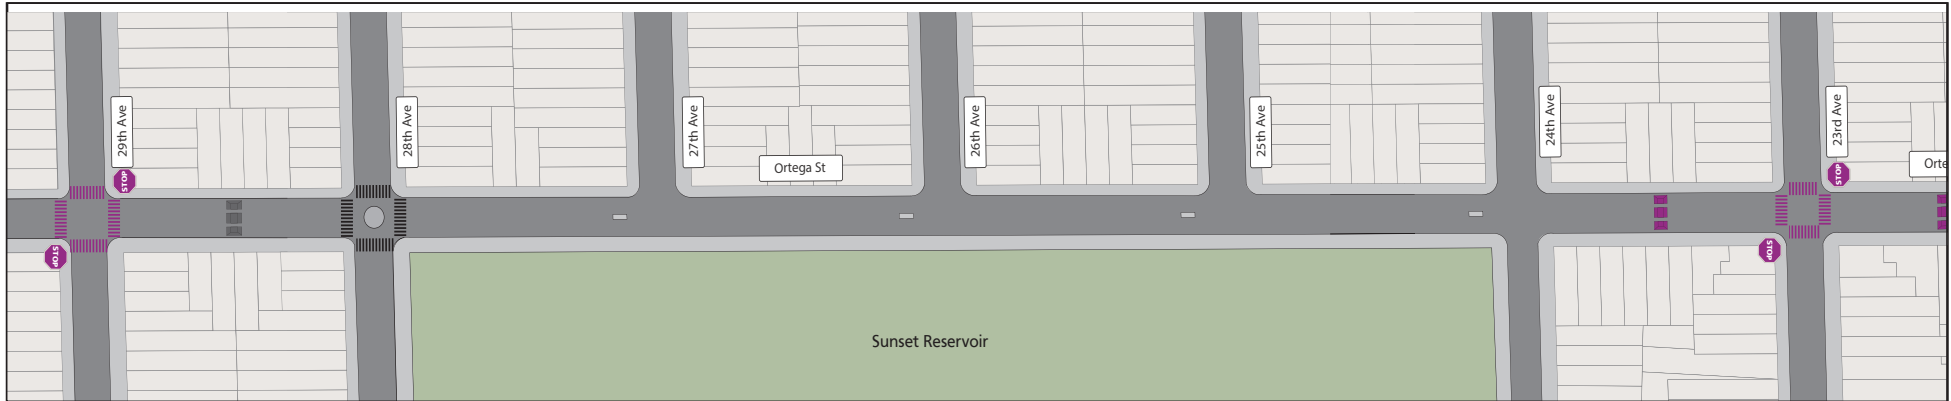 29th Ave
28th Ave
27th Ave
26th Ave
25th Ave
24th Ave
23rd Ave
Ortega St
Orte
STOP
STOP
STOP
STOP
Sunset Reservoir